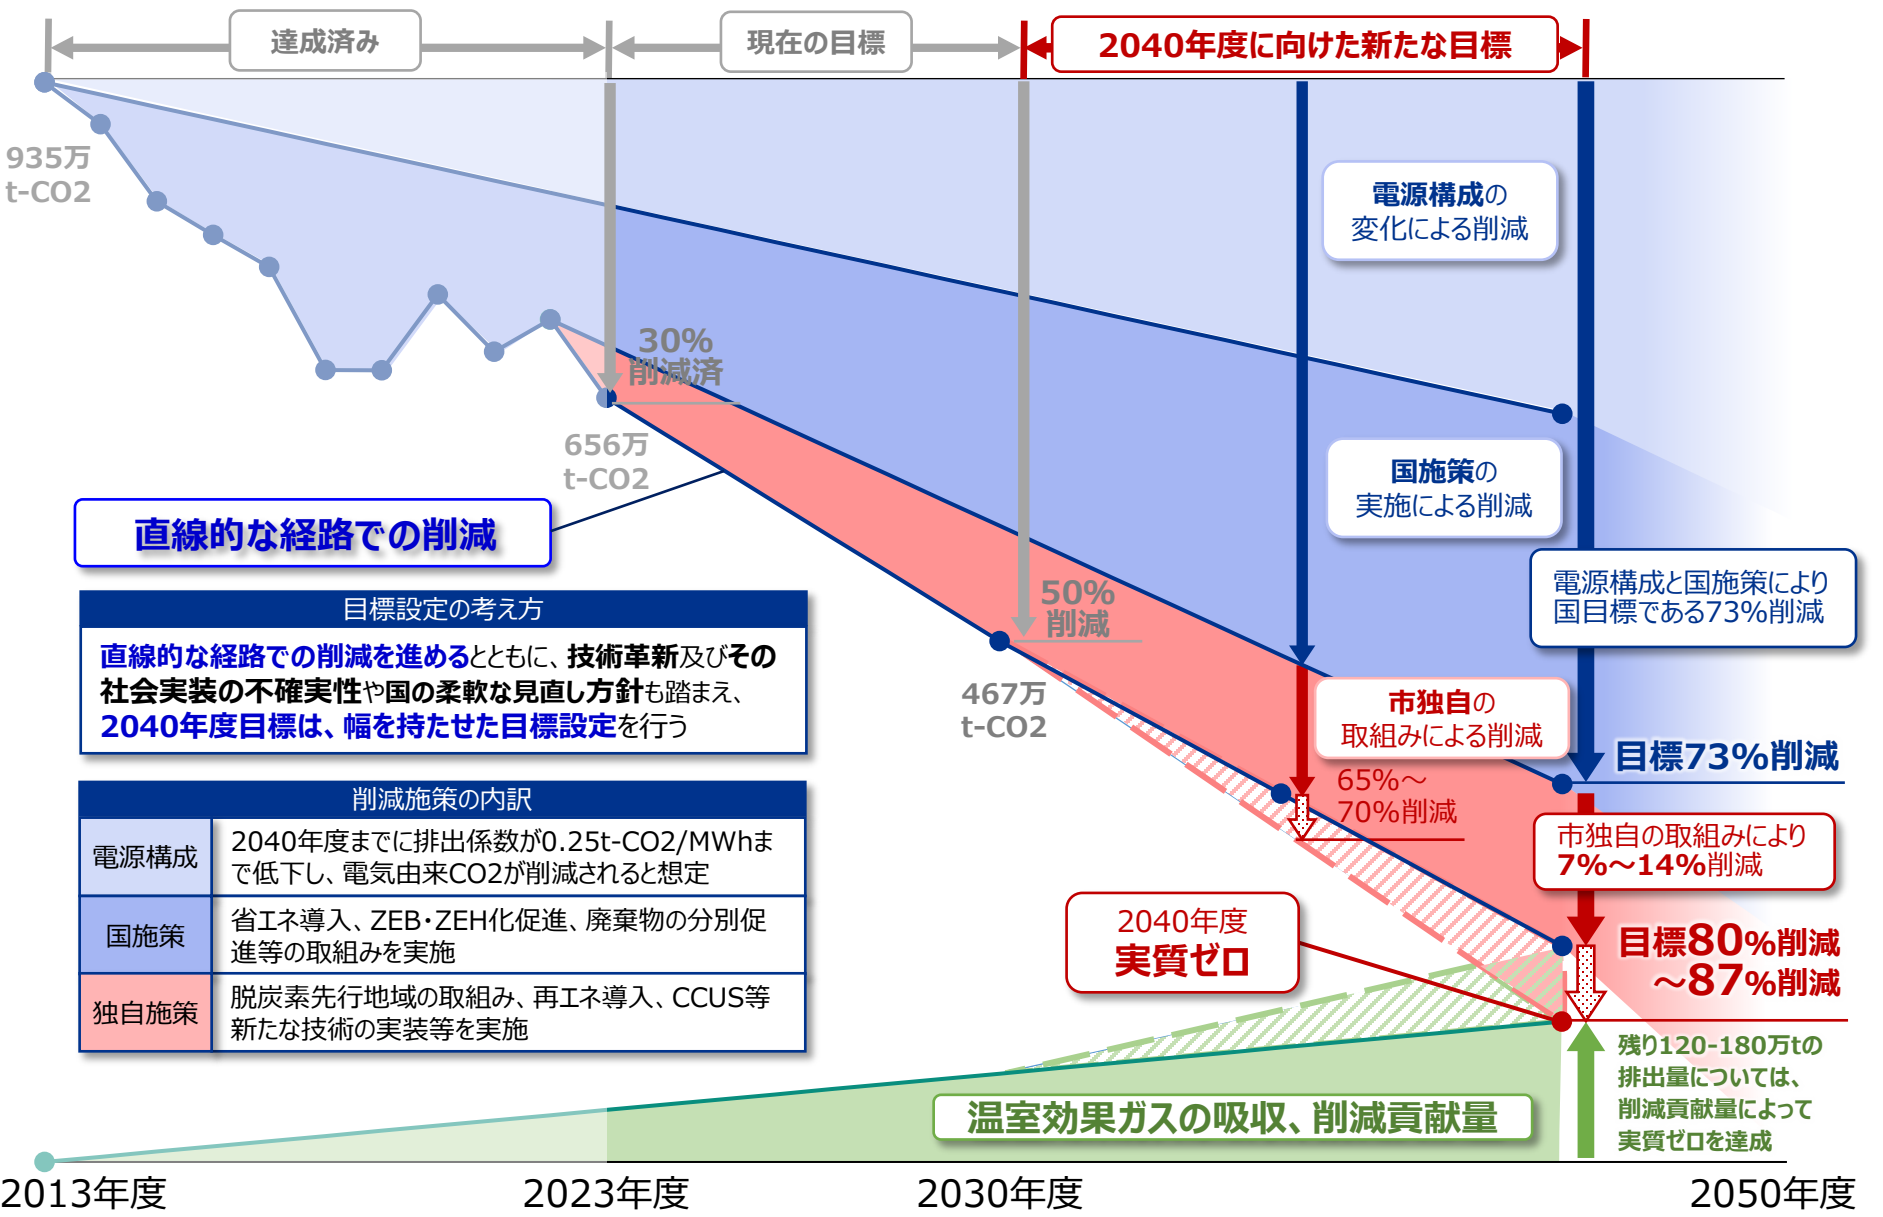 達成済み
現在の目標
2040年度に向けた新たな目標
935万
t-CO2
電源構成の
変化による削減
30%
削減済
656万
t-CO2
国施策の
実施による削減
直線的な経路での削減
電源構成と国施策により
国目標である73%削減
50%
削減
目標設定の考え方
直線的な経路での削減を進めるとともに、技術革新及びその
社会実装の不確実性や国の柔軟な見直し方針も踏まえ、
2040年度目標は、幅を持たせた目標設定を行う
467万
t-CO2
市独自の
取組みによる削減
目標73%削減
65%～
70%削減
削減施策の内訳
電源構成
2040年度までに排出係数が0.25t-CO2/MWhま
で低下し、電気由来CO2が削減されると想定
国施策
省エネ導入、ZEB・ZEH化促進、廃棄物の分別促
進等の取組みを実施
独自施策
脱炭素先行地域の取組み、再エネ導入、CCUS等
新たな技術の実装等を実施
市独自の取組みにより
7%～14%削減
2040年度
実質ゼロ
目標80%削減
～87%削減
残り120-180万tの
排出量については、
削減貢献量によって
実質ゼロを達成
温室効果ガスの吸収、削減貢献量
2013年度
2023年度
2030年度
2050年度